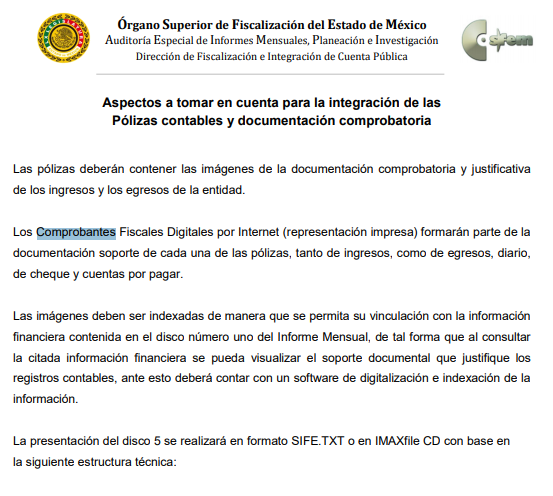 Órgano Superior de Fiscalización del Estado de México
Auditoría Especial de Informes Mensuales, Planeación e Investigación
Dirección de Fiscalización e Integración de Cuenta Pública
osfem
Aspectos a tomar en cuenta para la integración de las
Pólizas contables y documentación comprobatoria
Las pólizas deberán contener las imágenes de la documentación comprobatoria y justificativa
de los ingresos y los egresos de la entidad.
Los Comprobantes Fiscales Digitales por Internet (representación impresa) formarán parte de la
documentación soporte de cada una de las pólizas, tanto de ingresos, como de egresos, diario,
de cheque y cuentas por pagar.
Las imágenes deben ser indexadas de manera que se permita su vinculación con la información
financiera contenida en el disco número uno del Informe Mensual, de tal forma que al consultar
la citada información financiera se pueda visualizar el soporte documental que justifique los
registros contables, ante esto deberá contar con un software de digitalización e indexación de la
información.
La presentación del disco 5 se realizará en formato SIFE.TXT o en IMAXfile CD con base en
la siguiente estructura técnica: